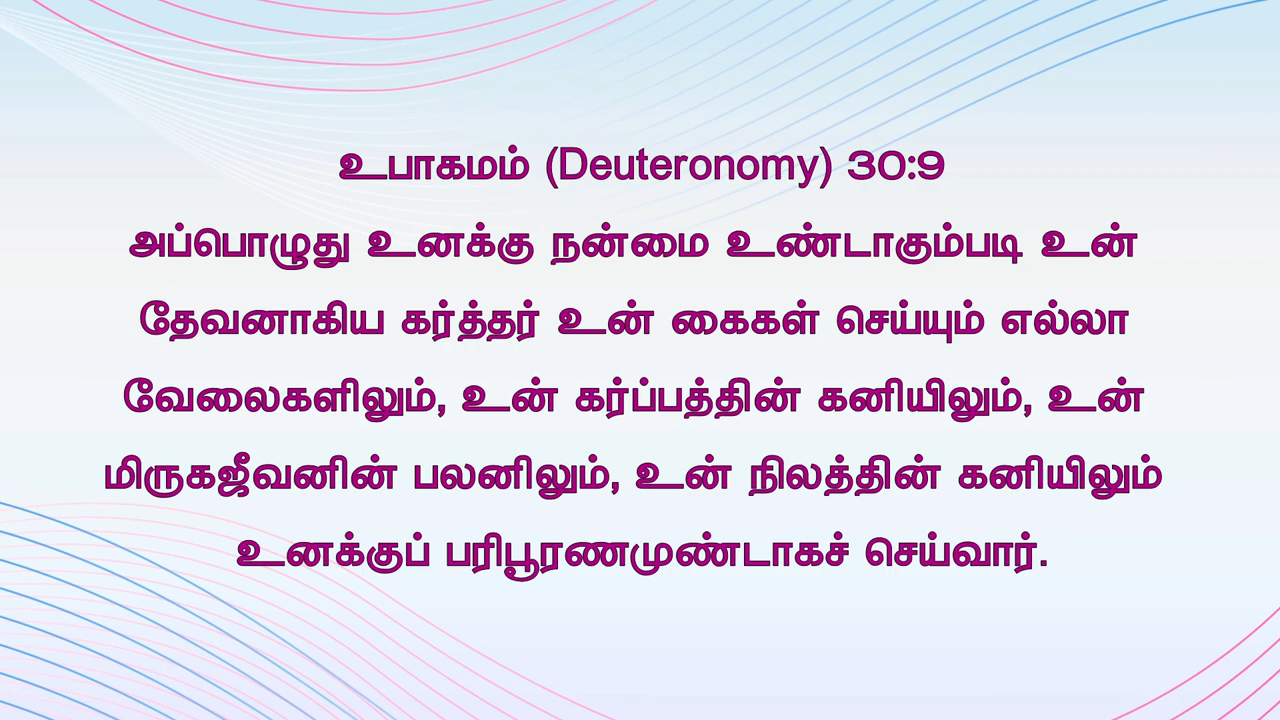 உபாகமம் (Deuteronomy) 30:9
அப்பொழுது உனக்கு நன்மை உண்டாகும்படி உன்
தேவனாகிய கர்த்தர் உன் கைகள் செய்யும் எல்லா
வேலைகளிலும், உன் கர்ப்பத்தின் கனியிலும், உன்
மிருகஜீவனின் பலனிலும், உன் நிலத்தின் கனியிலும்
உனக்குப் பரிபூரணமுண்டாகச் செய்வார்.